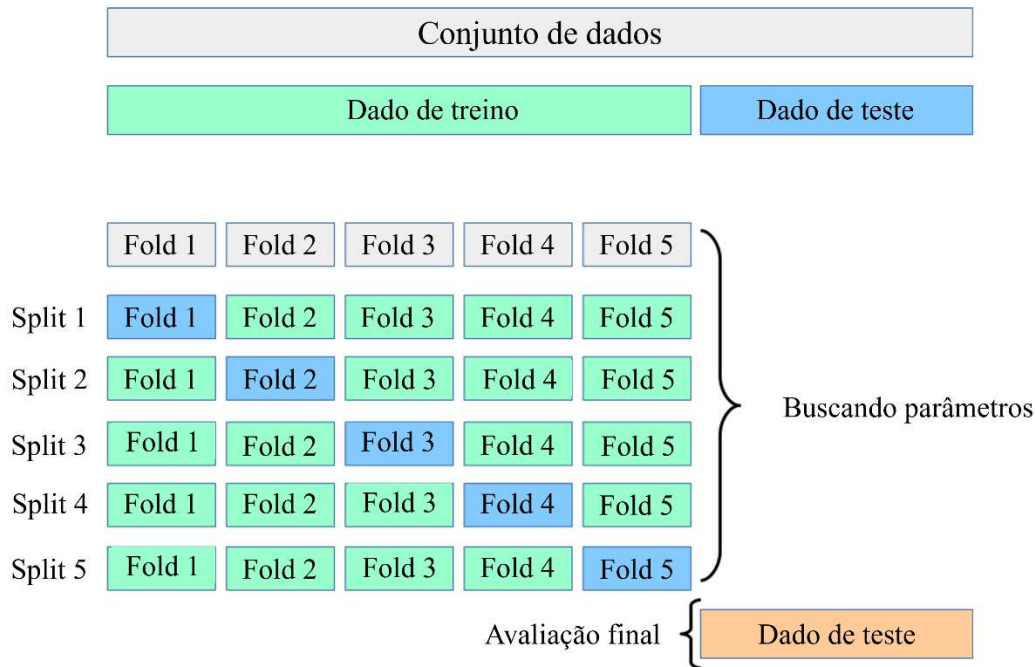 Conjunto de dados
Dado de treino Dado de teste
Fold 1 Fold 2 Fold 3 Fold 4 Fold 5
Split 1 Fold 1 Fold 2 Fold 3 Fold 4 Fold 5
Split 2 Fold 1 Fold 2 Fold 3 Fold 4 Fold 5
Buscando parâmetros
Split 3 Fold 1 Fold 2 Fold 3 Fold 4 Fold 5
Split 4 Fold 1 Fold 2 Fold 3 Fold 4 Fold 5
Split 5 Fold 1 Fold 2 Fold 3 Fold 4 Fold 5
Avaliação final Dado de teste